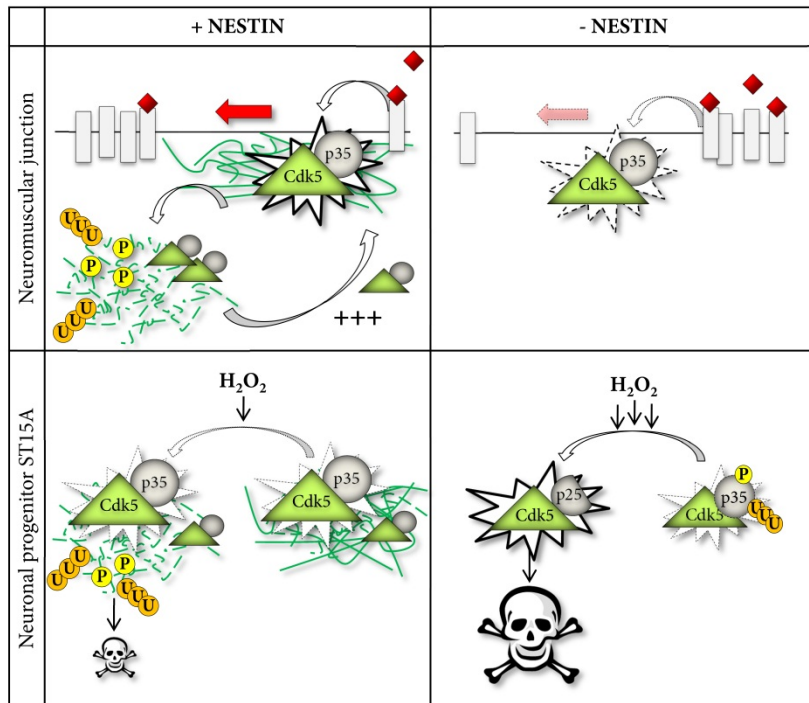 + NESTIN
- NESTIN
Neuromuscular junction
p35
Cdk5
U U U
P
P
P
U U U
+++
p35
Cdk5
Neuronal progenitor ST15A
H₂O₂
p35
Cdk5
U U U
P
P
U U U
p35
Cdk5
H₂O₂
p25
Cdk5
P
p35
Cdk5
U U U